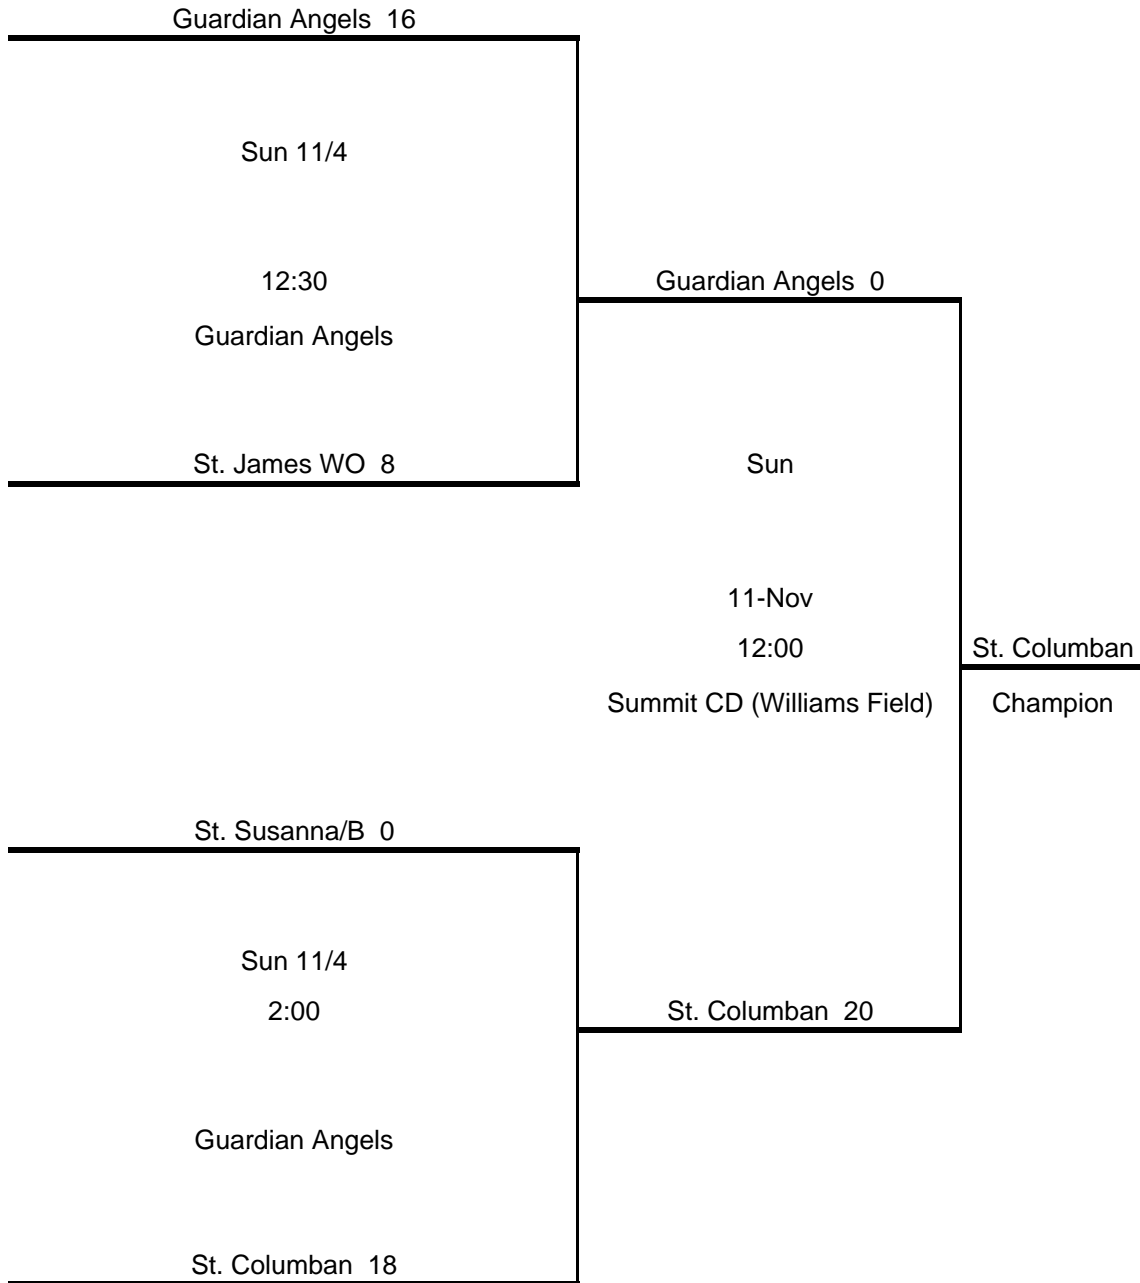 Guardian Angels 16
Sun 11/4
12:30
Guardian Angels
St. James WO 8
Guardian Angels 0
Sun
11-Nov
12:00
Summit CD (Williams Field)
St. Columban
Champion
St. Susanna/B 0
Sun 11/4
2:00
Guardian Angels
St. Columban 18
St. Columban 20